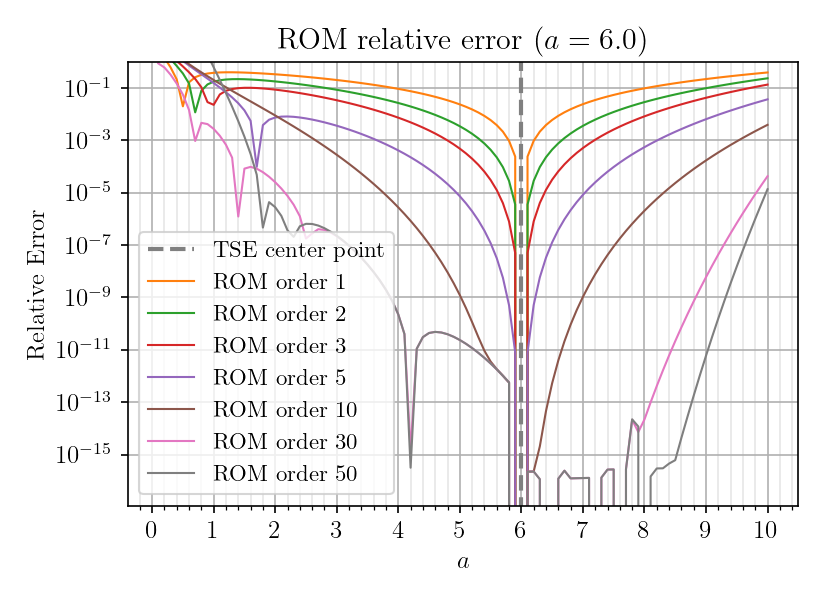 ROM relative error (a = 6.0)
Relative Error
10⁻¹
10⁻³
10⁻⁵
10⁻⁷
10⁻⁹
10⁻¹¹
10⁻¹³
10⁻¹⁵
TSE center point
ROM order 1
ROM order 2
ROM order 3
ROM order 5
ROM order 10
ROM order 30
ROM order 50
0 1 2 3 4 5 6 7 8 9 10
a